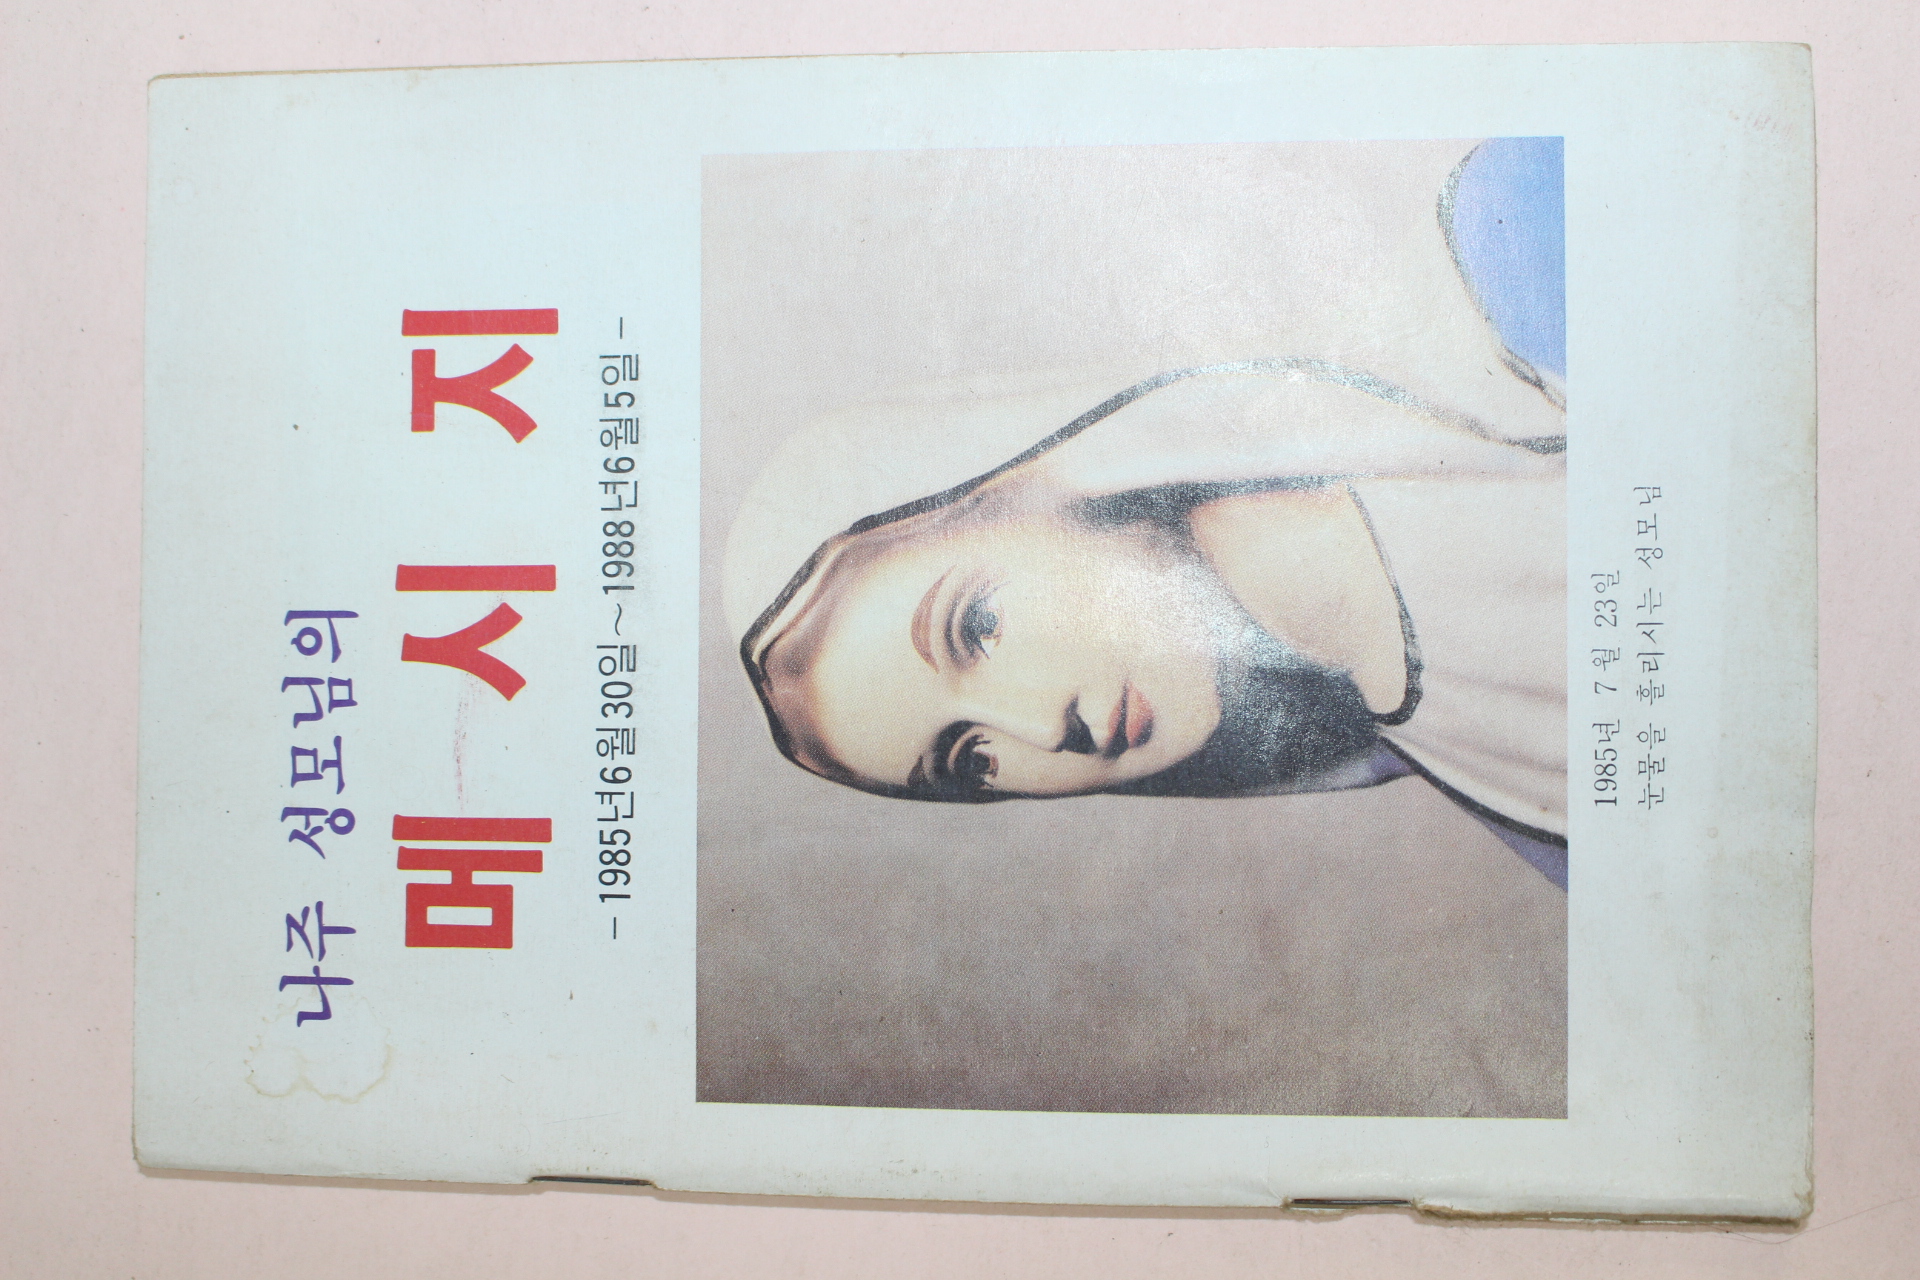 나주 성모님의
메시지
- 1985년 6월 30일 ~ 1988년 6월 5일 -
1985년 7월 23일
눈물을 흘리시는 성모님